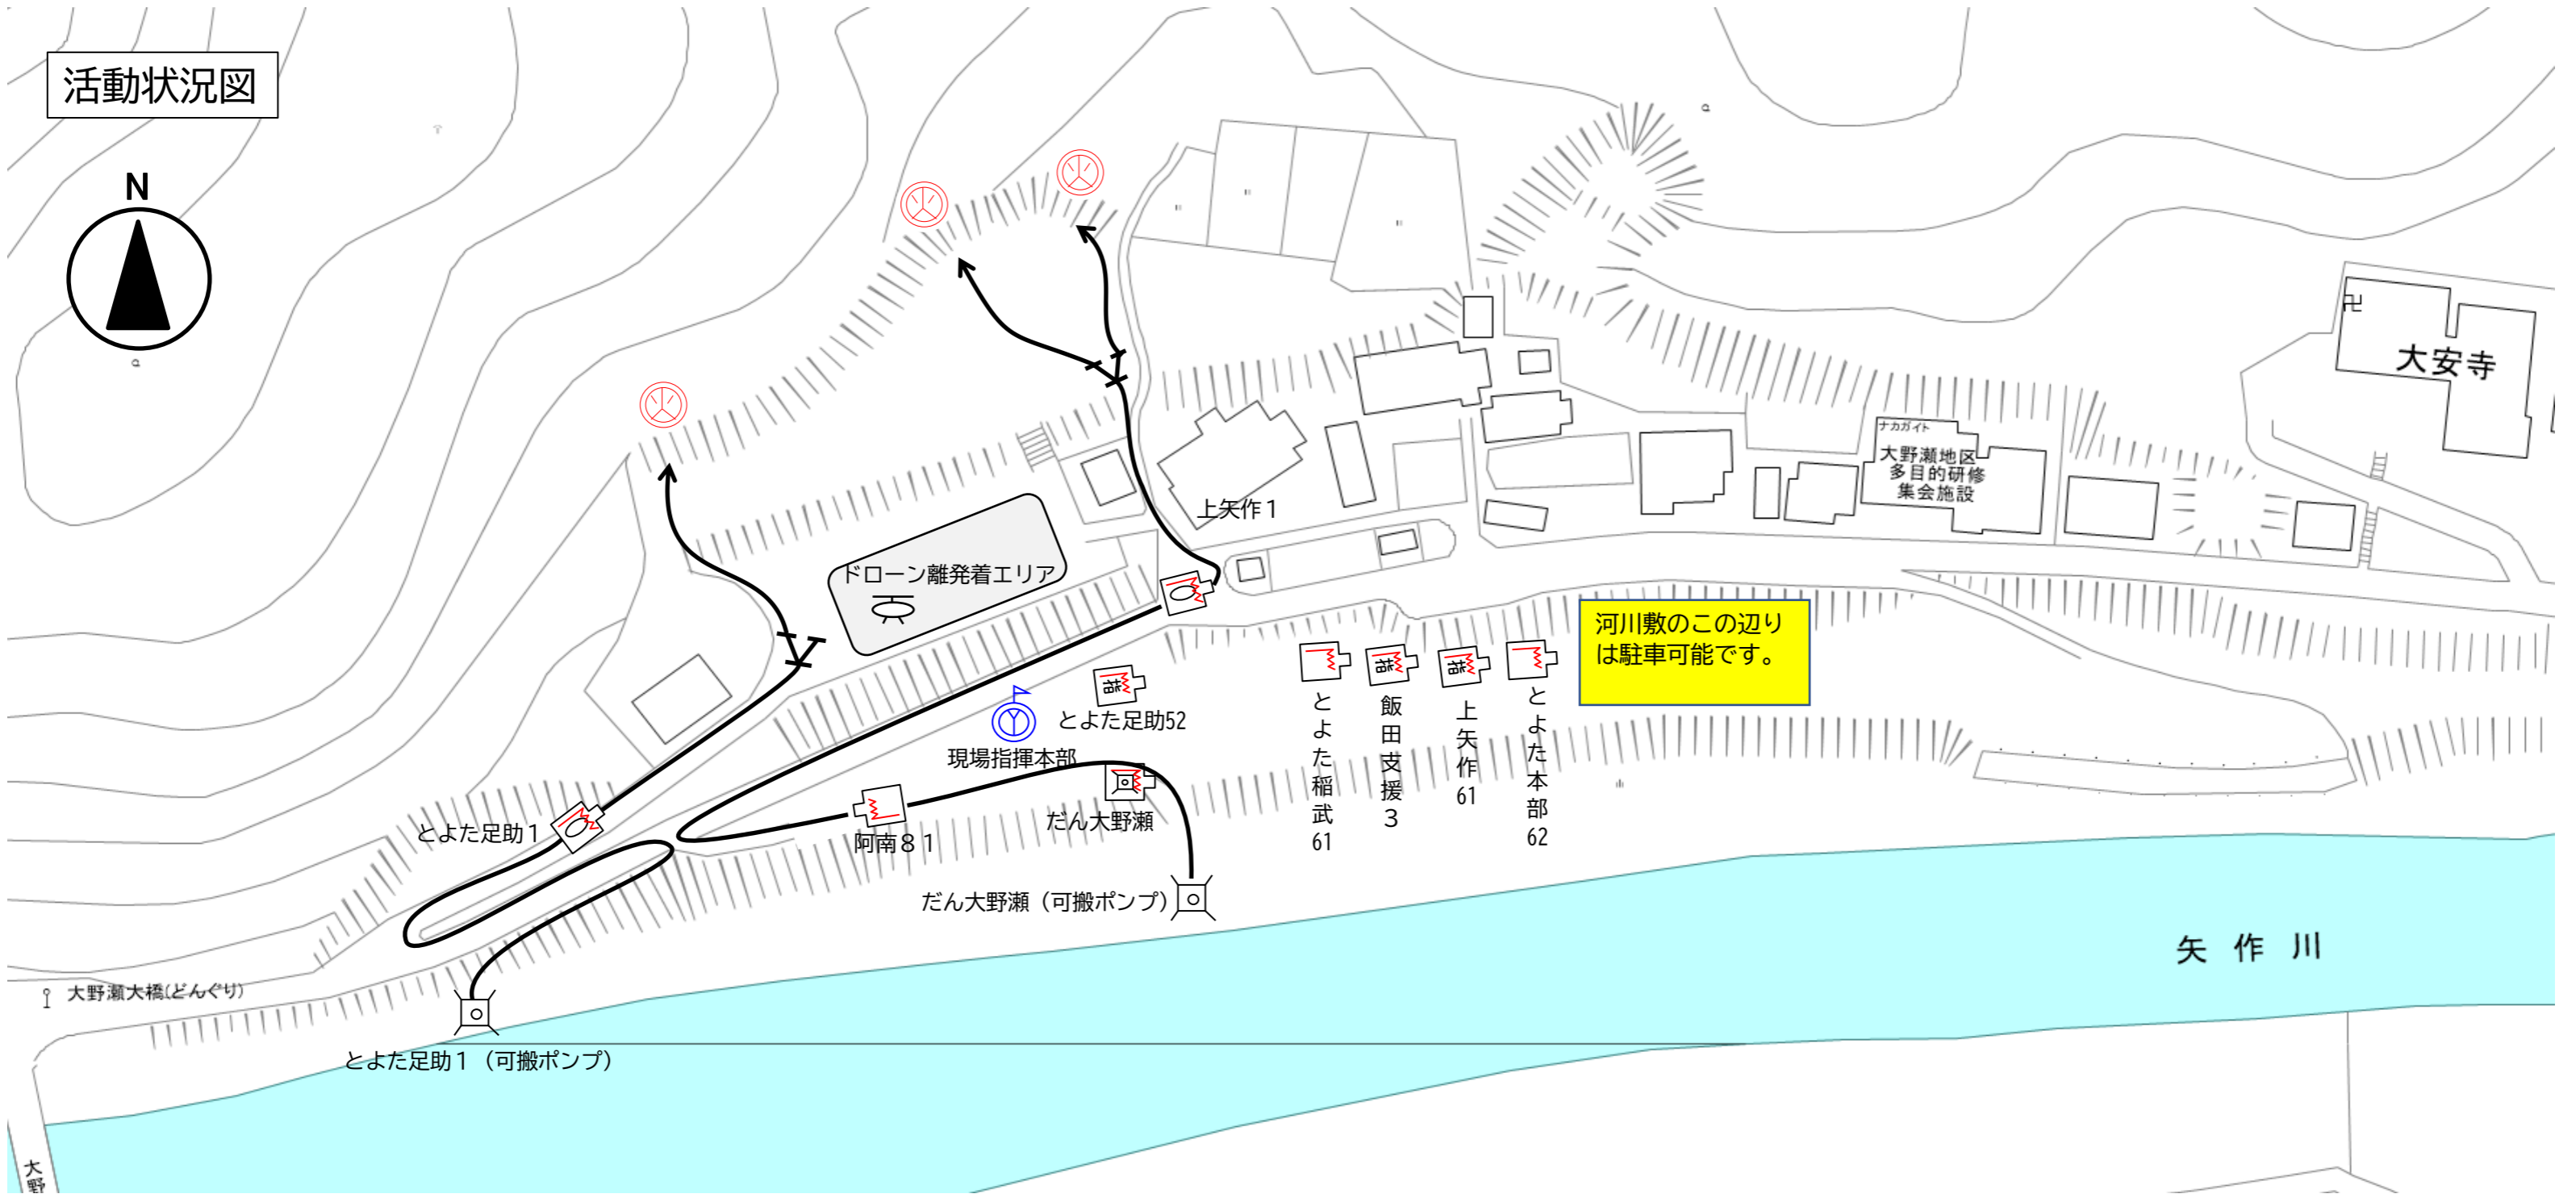 活動状況図
N
卍
大安寺
ナカガイト
大野瀬地区
多目的研修
集会施設
上矢作１
ドローン離発着エリア
河川敷のこの辺り
は駐車可能です。
指
とよた足助52
現場指揮本部
とよた稲武61
指
飯田支援３
指
上矢作61
とよた本部62
とよた足助１
阿南８１
だん大野瀬
だん大野瀬（可搬ポンプ）
矢作川
大野瀬大橋(どんぐり)
とよた足助１（可搬ポンプ）
大野